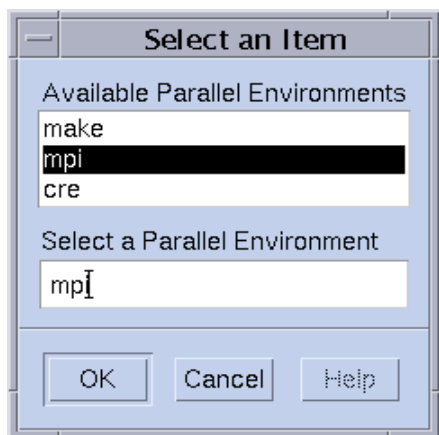 Select an Item
Available Parallel Environments
make
mpi
cre
Select a Parallel Environment
mpi
OK
Cancel
Help